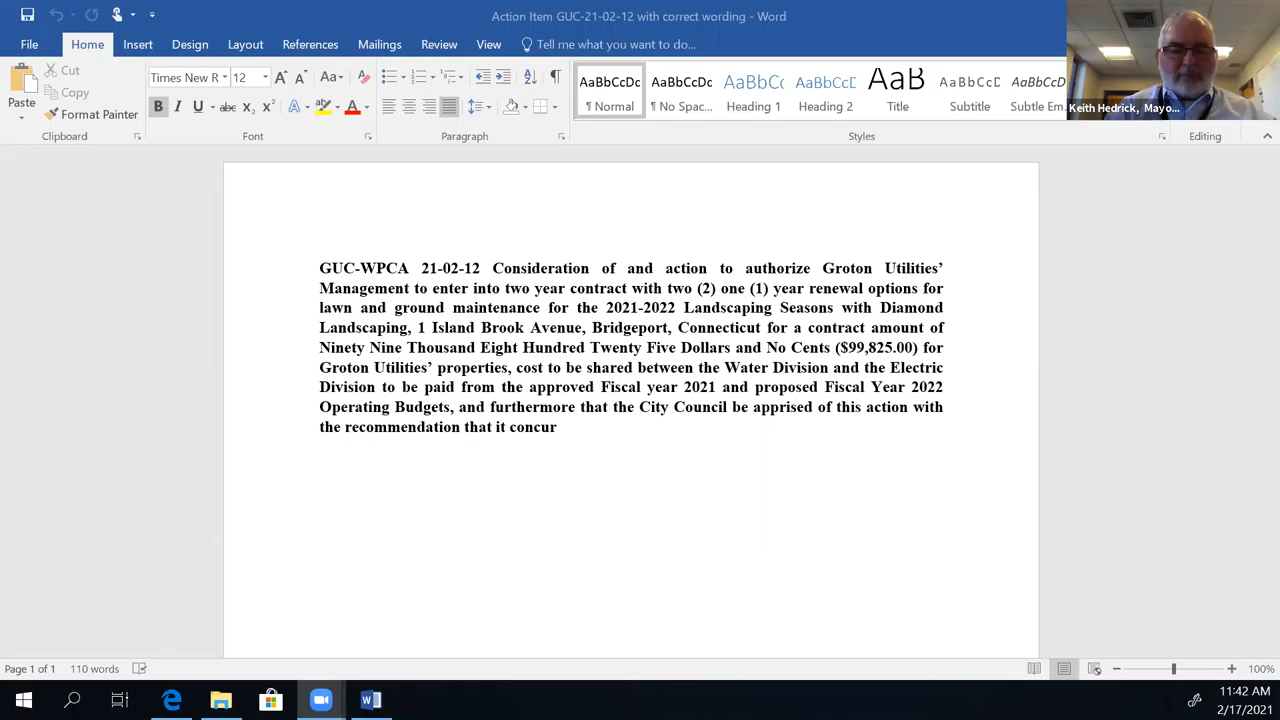 Action Item GUC-21-02-12 with correct wording - Word
File Home Insert Design Layout References Mailings Review View Tell me what you want to do...
Paste
Cut
Copy
Format Painter
Clipboard
Times New R 12
Font
Paragraph
AaBbCcDc AaBbCcDc AaBbCc AaBbCcC AaB AaBbCcC AaBbCcC
¶ Normal ¶ No Spac... Heading 1 Heading 2 Title Subtitle Subtle Em...
Styles
Editing
Keith Hedrick, Mayo...
GUC-WPCA 21-02-12 Consideration of and action to authorize Groton Utilities’
Management to enter into two year contract with two (2) one (1) year renewal options for
lawn and ground maintenance for the 2021-2022 Landscaping Seasons with Diamond
Landscaping, 1 Island Brook Avenue, Bridgeport, Connecticut for a contract amount of
Ninety Nine Thousand Eight Hundred Twenty Five Dollars and No Cents ($99,825.00) for
Groton Utilities’ properties, cost to be shared between the Water Division and the Electric
Division to be paid from the approved Fiscal year 2021 and proposed Fiscal Year 2022
Operating Budgets, and furthermore that the City Council be apprised of this action with
the recommendation that it concur
Page 1 of 1 110 words
100%
11:42 AM
2/17/2021